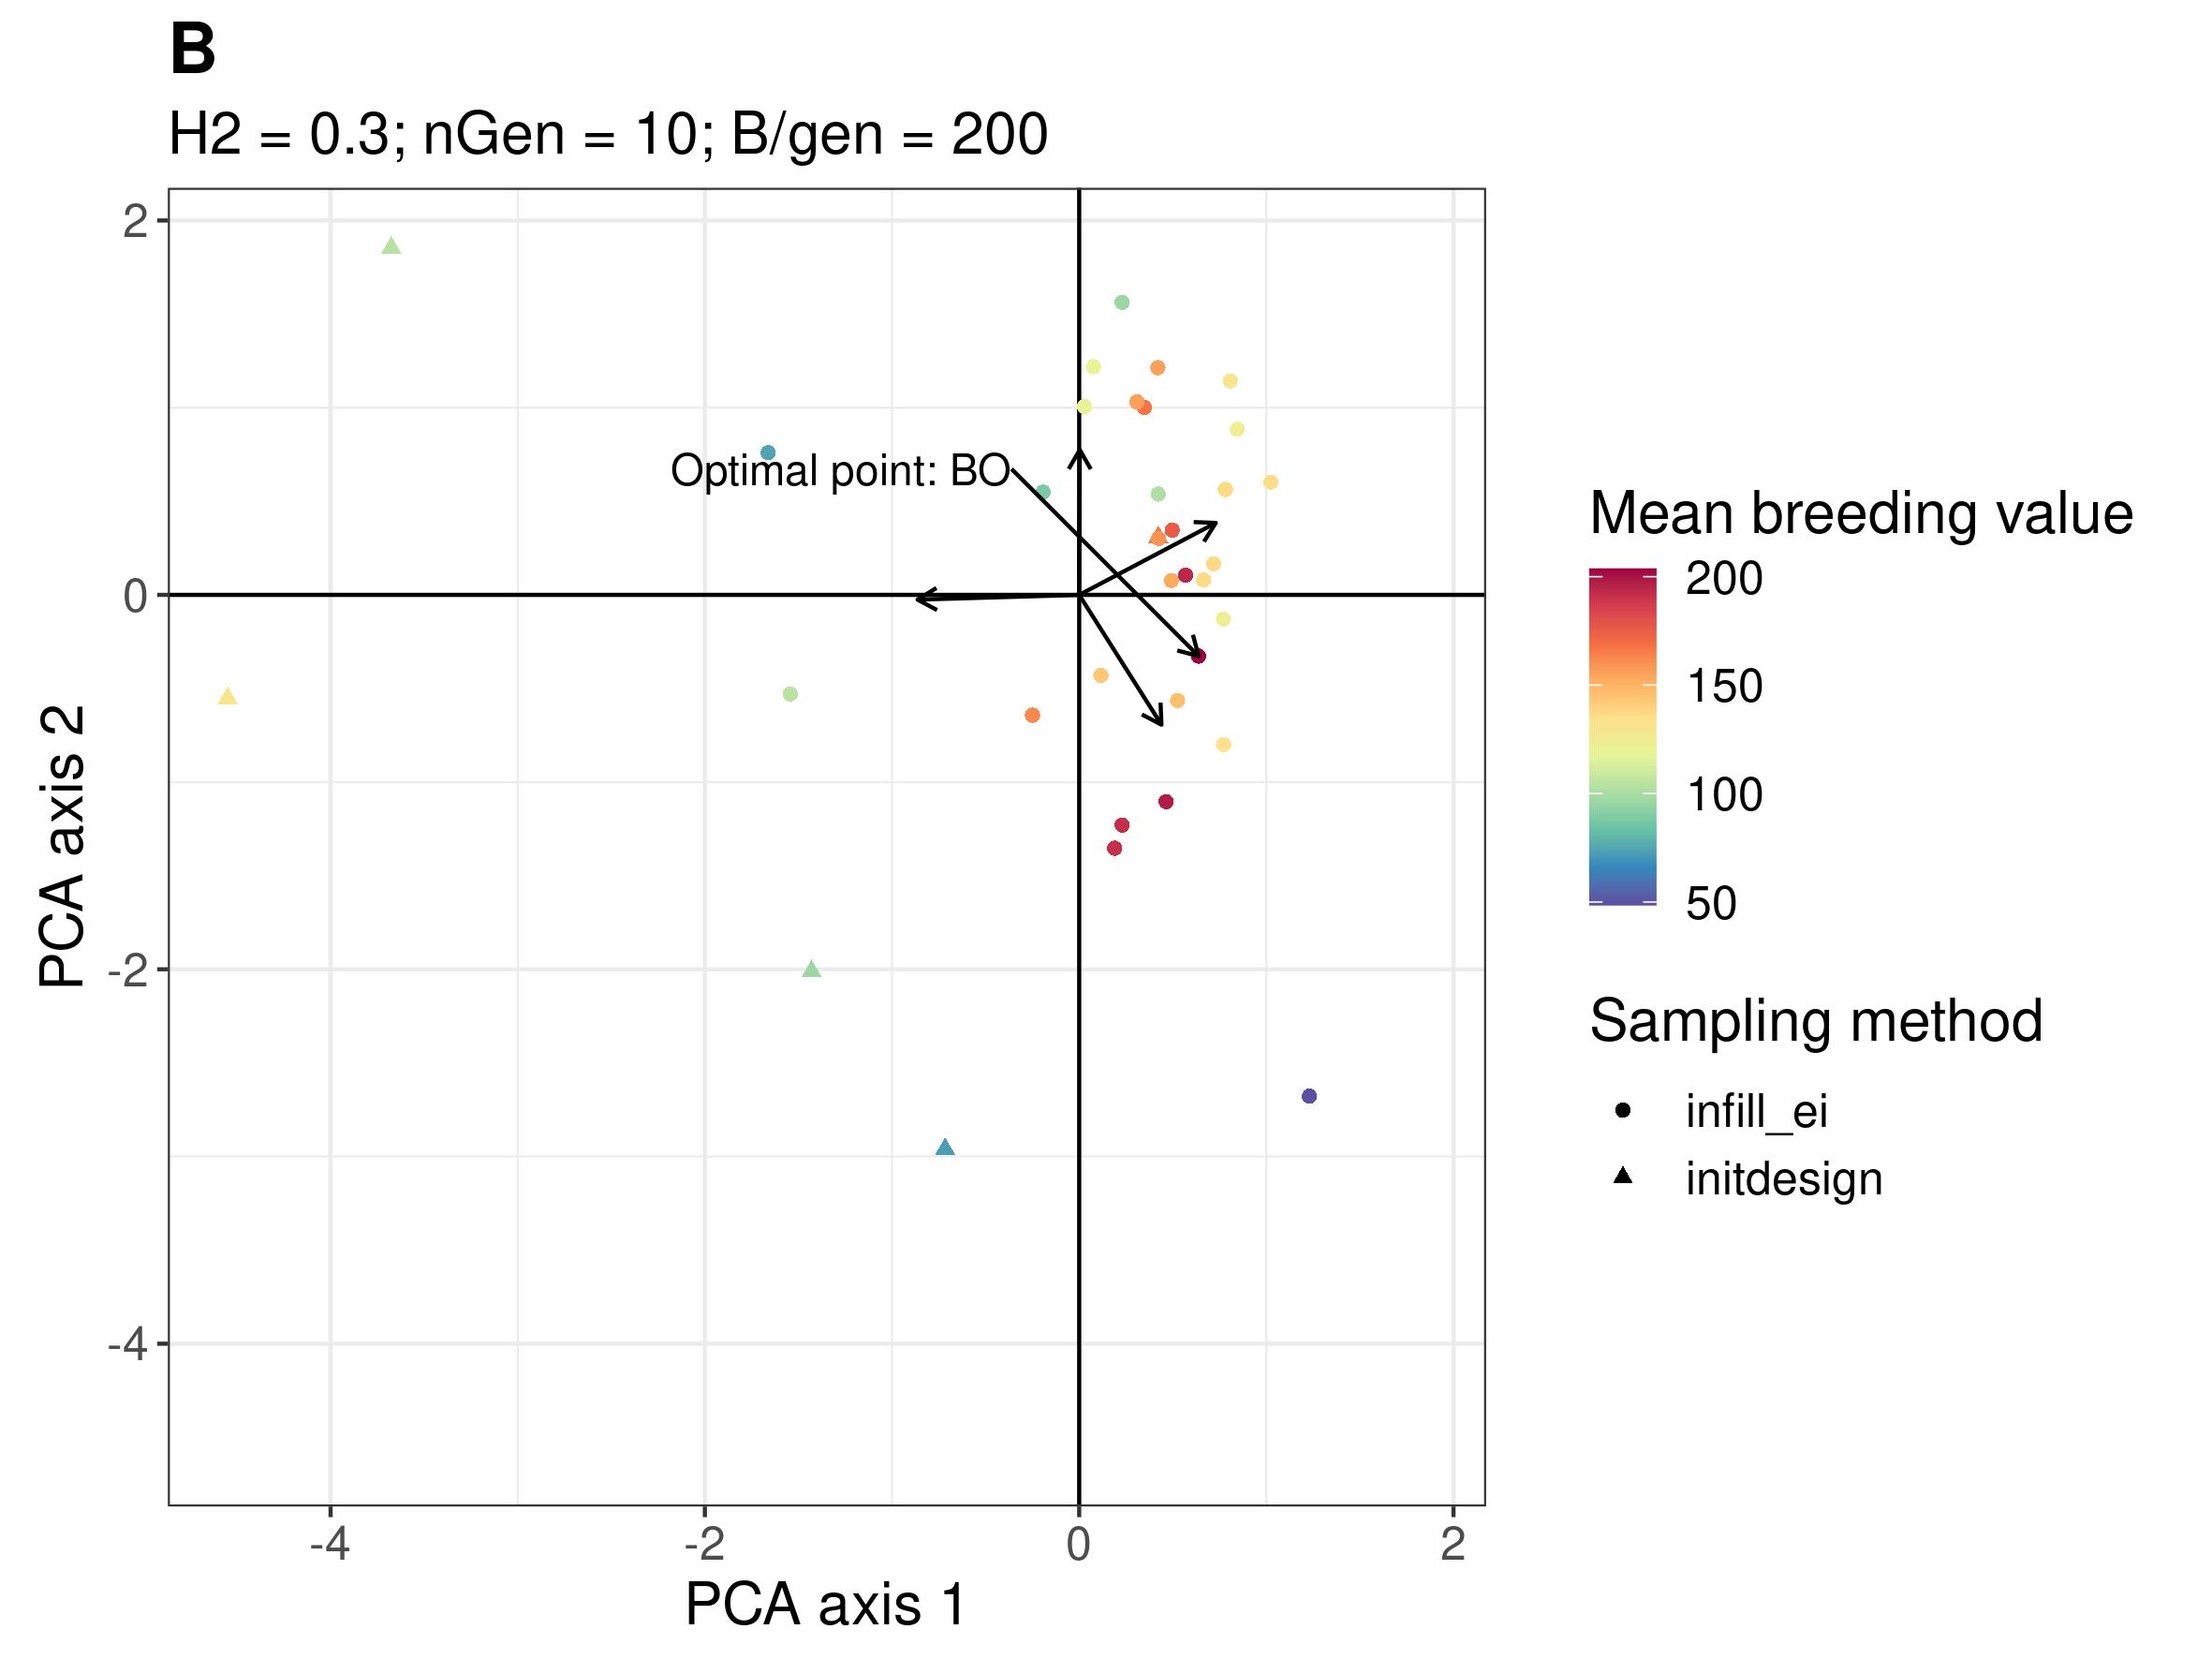 B
H2 = 0.3; nGen = 10; B/gen = 200
2
0
-2
-4
PCA axis 2
Optimal point: BO
-4
-2
0
2
PCA axis 1
Mean breeding value
200
150
100
50
Sampling method
infill_ei
initdesign